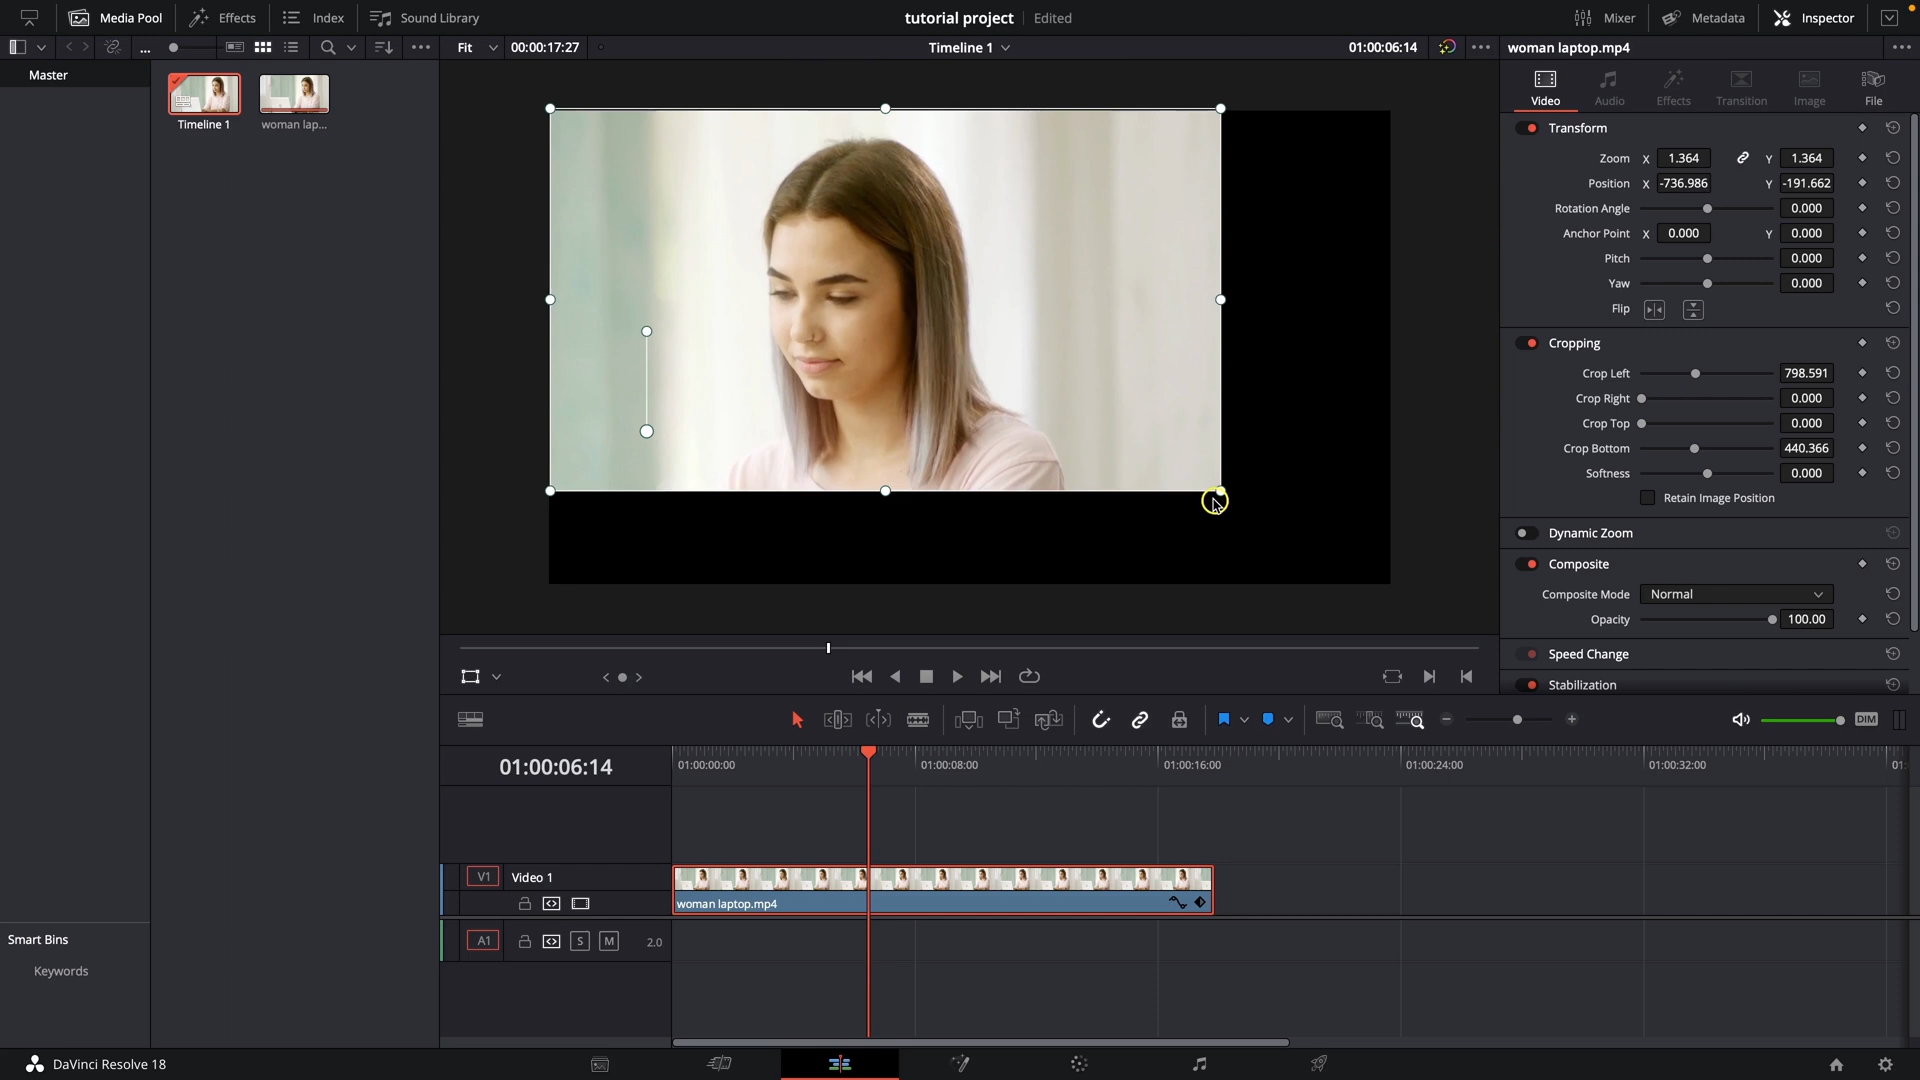 Media Pool
Effects
Index
Sound Library
tutorial project
Edited
Mixer
Metadata
Inspector
Fit
00:00:17:27
Timeline 1
01:00:06:14
woman laptop.mp4
Master
Timeline 1
woman lap...
Video
Audio
Effects
Transition
Image
File
Transform
Zoom X 1.364 Y 1.364
Position X -736.986 Y -191.662
Rotation Angle 0.000
Anchor Point X 0.000 Y 0.000
Pitch 0.000
Yaw 0.000
Flip
Cropping
Crop Left 798.591
Crop Right 0.000
Crop Top 0.000
Crop Bottom 440.366
Softness 0.000
Retain Image Position
Dynamic Zoom
Composite
Composite Mode Normal
Opacity 100.00
Speed Change
Stabilization
DIM
01:00:06:14
01:00:00:00
01:00:08:00
01:00:16:00
01:00:24:00
01:00:32:00
01:
V1 Video 1
woman laptop.mp4
A1 S M 2.0
Smart Bins
Keywords
DaVinci Resolve 18